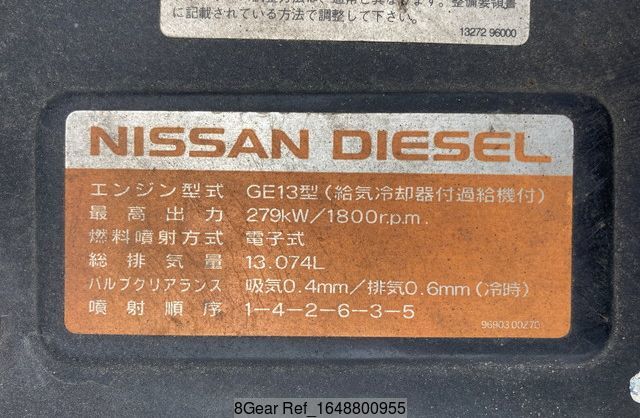 に記載されている方法で調整して下さい。
13272 96000
NISSAN DIESEL
エンジン型式 GE13型(給気冷却器付過給機付)
最高出力 279kW/1800r.p.m.
燃料噴射方式 電子式
総排気量 13.074L
バルブクリアランス 吸気0.4mm/排気0.6mm(冷時)
噴射順序 1-4-2-6-3-5
96903 00Z70
8Gear Ref_1648800955